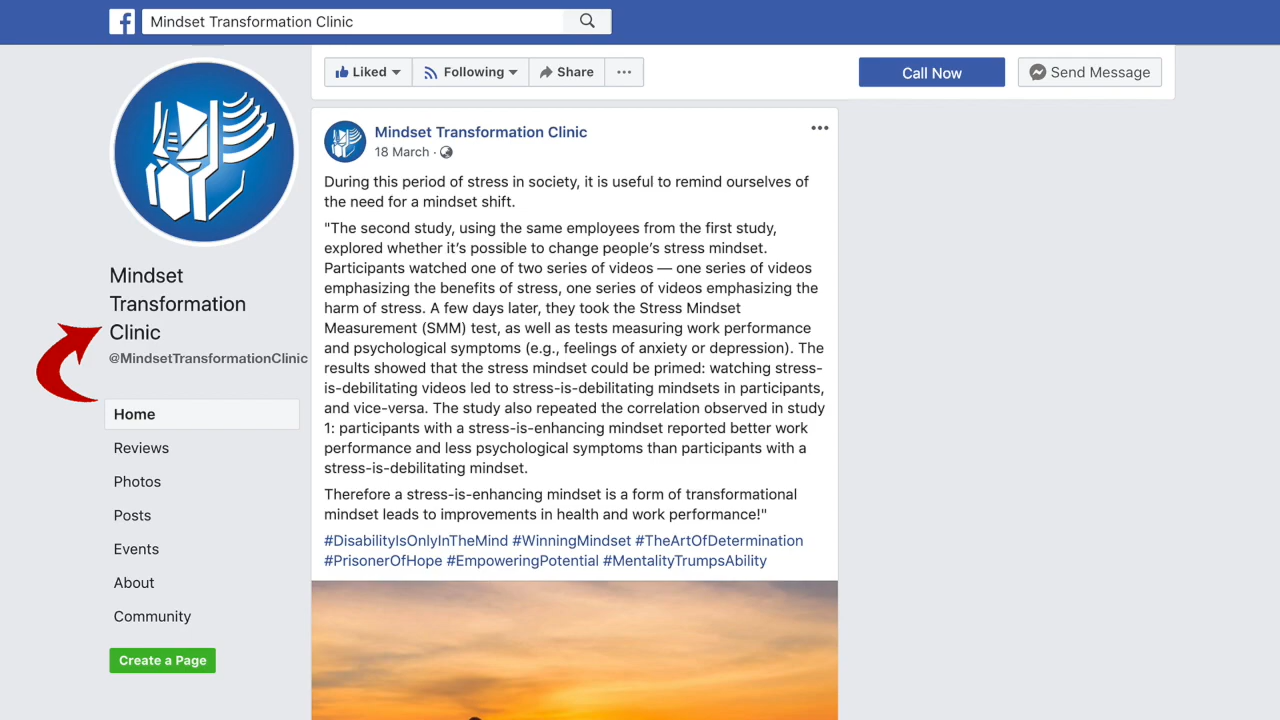 Mindset Transformation Clinic
Liked
Following
Share
Call Now
Send Message
Mindset
Transformation
Clinic
@MindsetTransformationClinic
Home
Reviews
Photos
Posts
Events
About
Community
Create a Page
Mindset Transformation Clinic
18 March ·
During this period of stress in society, it is useful to remind ourselves of
the need for a mindset shift.
"The second study, using the same employees from the first study,
explored whether it’s possible to change people’s stress mindset.
Participants watched one of two series of videos — one series of videos
emphasizing the benefits of stress, one series of videos emphasizing the
harm of stress. A few days later, they took the Stress Mindset
Measurement (SMM) test, as well as tests measuring work performance
and psychological symptoms (e.g., feelings of anxiety or depression). The
results showed that the stress mindset could be primed: watching stress-
is-debilitating videos led to stress-is-debilitating mindsets in participants,
and vice-versa. The study also repeated the correlation observed in study
1: participants with a stress-is-enhancing mindset reported better work
performance and less psychological symptoms than participants with a
stress-is-debilitating mindset.
Therefore a stress-is-enhancing mindset is a form of transformational
mindset leads to improvements in health and work performance!"
#DisabilityIsOnlyInTheMind #WinningMindset #TheArtOfDetermination
#PrisonerOfHope #EmpoweringPotential #MentalityTrumpsAbility